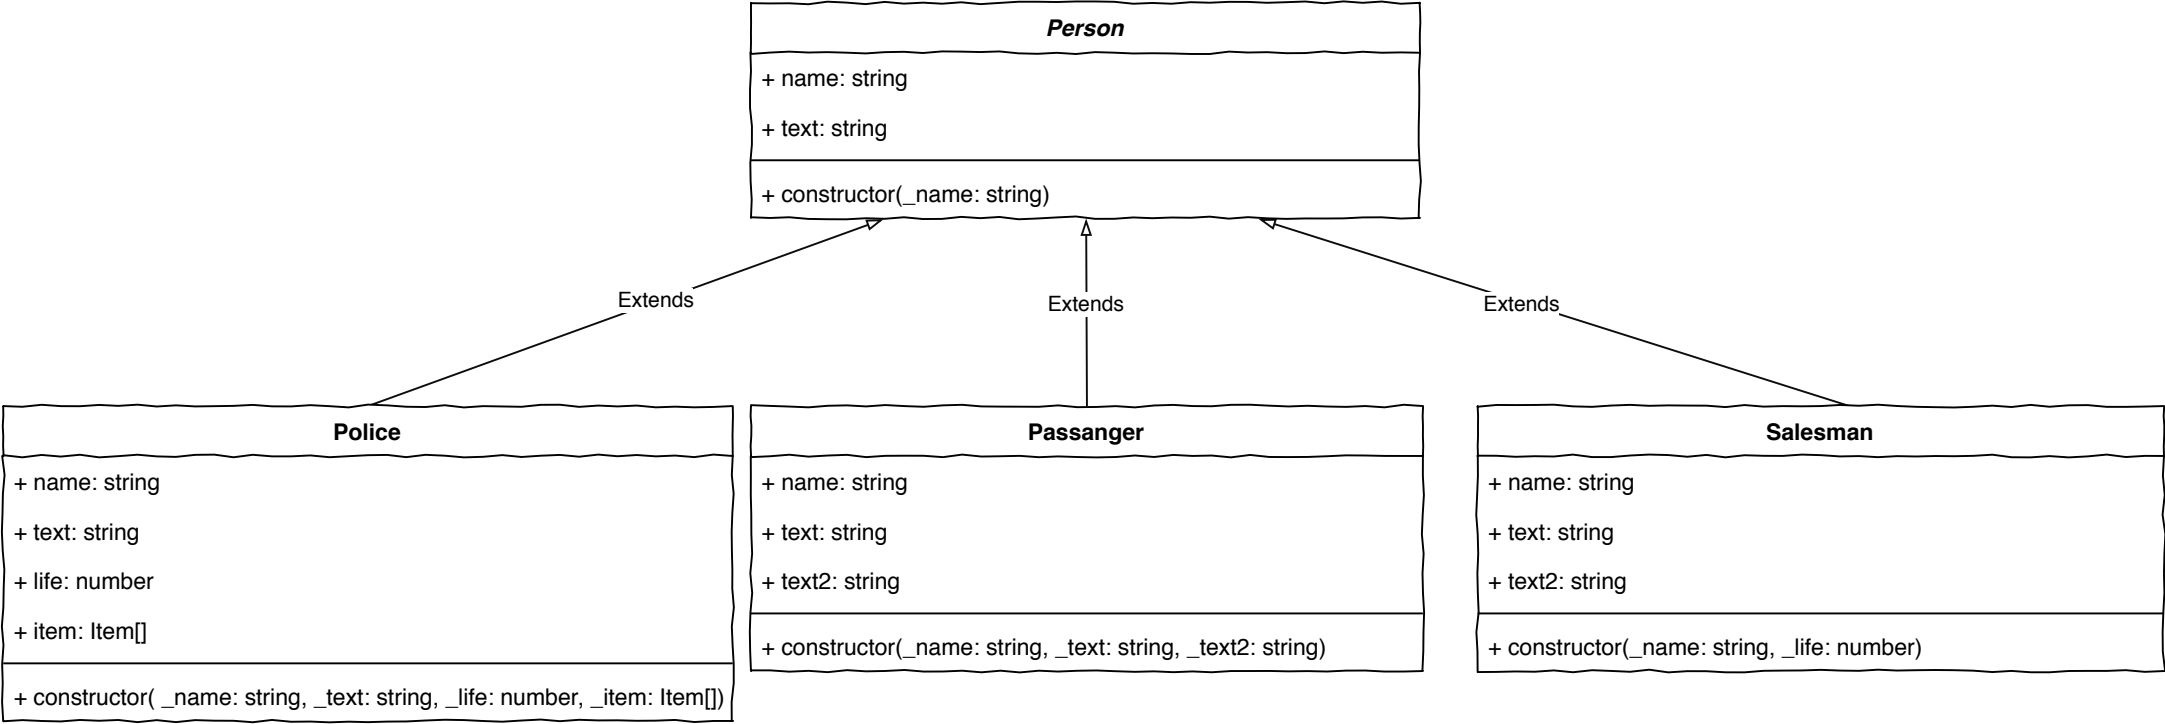 Person
+ name: string
+ text: string
+ constructor(_name: string)
Extends
Extends
Extends
Police
+ name: string
+ text: string
+ life: number
+ item: Item[]
+ constructor( _name: string, _text: string, _life: number, _item: Item[])
Passanger
+ name: string
+ text: string
+ text2: string
+ constructor(_name: string, _text: string, _text2: string)
Salesman
+ name: string
+ text: string
+ text2: string
+ constructor(_name: string, _life: number)